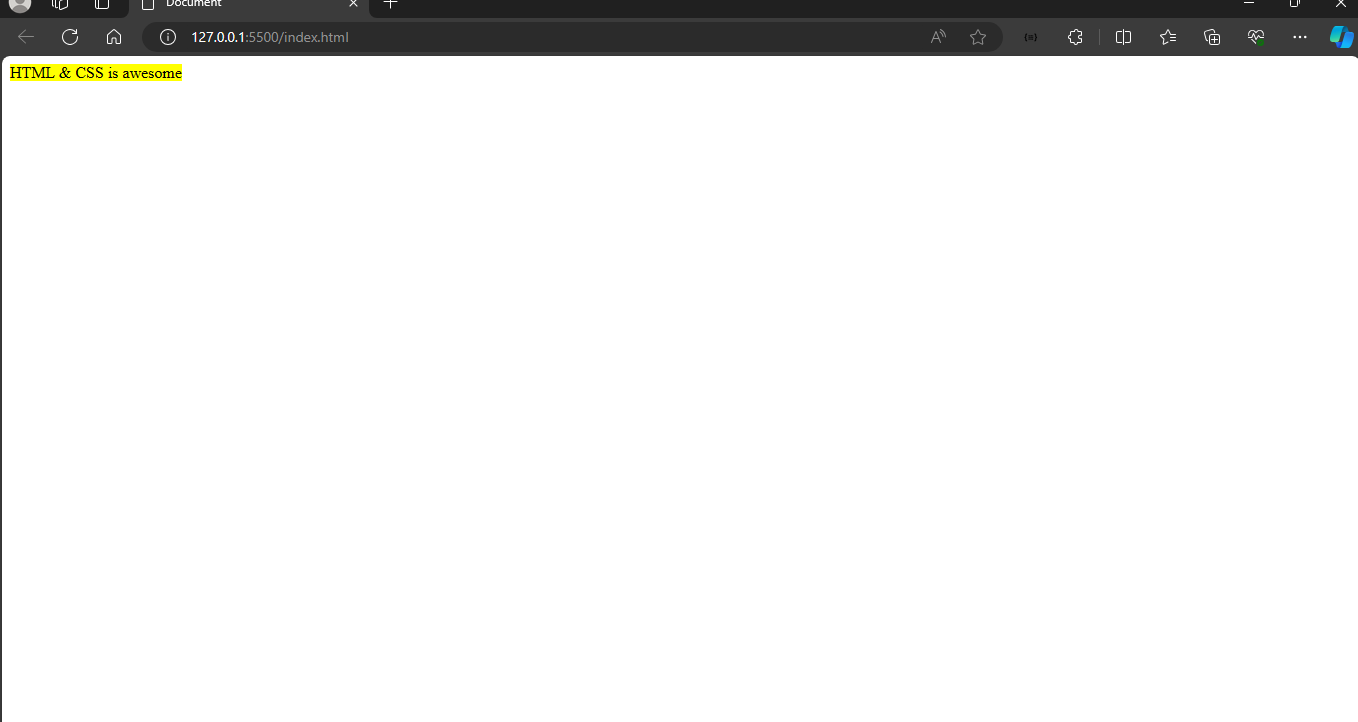 Document
127.0.0.1:5500/index.html
HTML & CSS is awesome